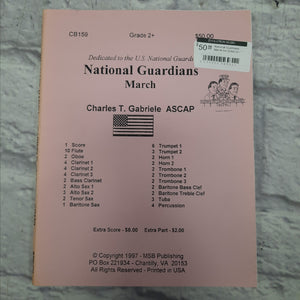 CB159 Grade 2+ $50.00
Dedicated to the U.S. National Guard
National Guardians
March
Charles T. Gabriele ASCAP
1 Score
10 Flute
2 Oboe
4 Clarinet 1
4 Clarinet 2
4 Clarinet 3
2 Bass Clarinet
2 Alto Sax 1
3 Alto Sax 2
2 Tenor Sax
1 Baritone Sax
6 Trumpet 1
3 Trumpet 2
2 Horn 1
2 Horn 2
2 Trombone 1
2 Trombone 2
2 Trombone 3
2 Baritone Bass Clef
2 Baritone Treble Clef
3 Tuba
4 Percussion
Extra Score - $8.00 Extra Part - $2.00
© Copyright 1997 - MSB Publishing
PO Box 221934 - Chantilly, VA 20153
All Rights Reserved - Printed in USA